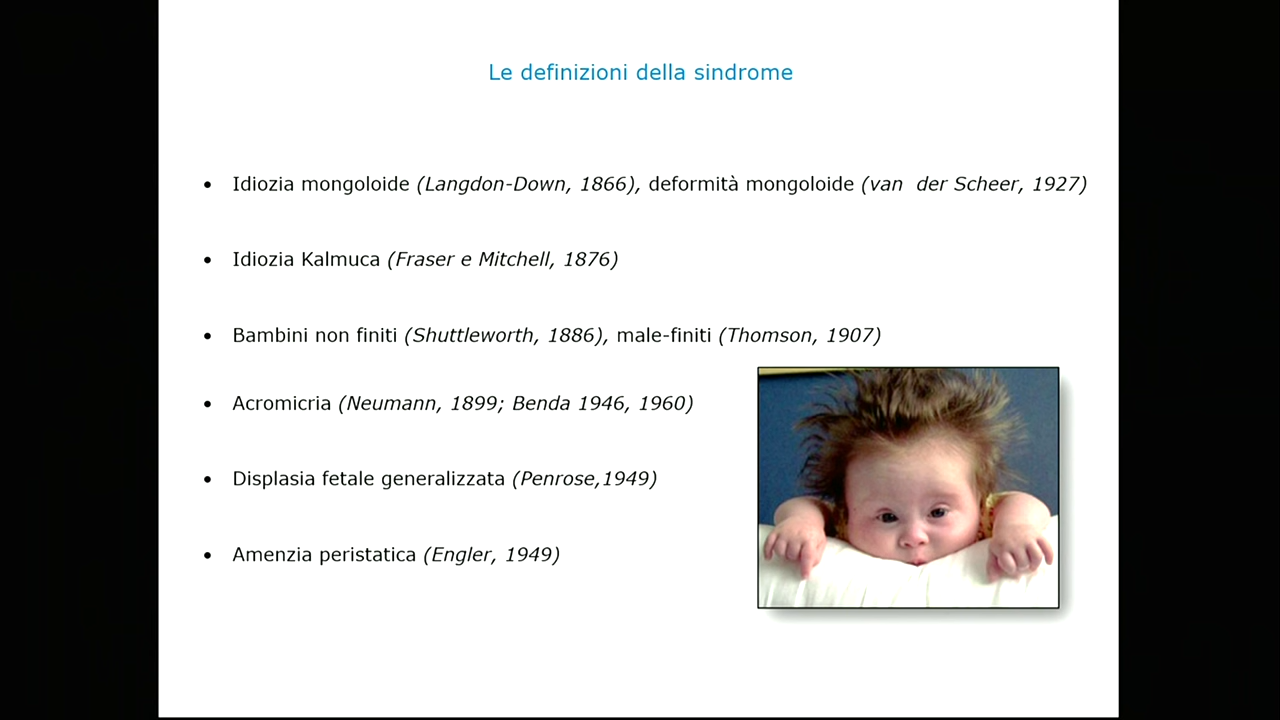 Le definizioni della sindrome
• Idiozia mongoloide (Langdon-Down, 1866), deformità mongoloide (van der Scheer, 1927)
• Idiozia Kalmuca (Fraser e Mitchell, 1876)
• Bambini non finiti (Shuttleworth, 1886), male-finiti (Thomson, 1907)
• Acromicria (Neumann, 1899; Benda 1946, 1960)
• Displasia fetale generalizzata (Penrose,1949)
• Amenzia peristatica (Engler, 1949)